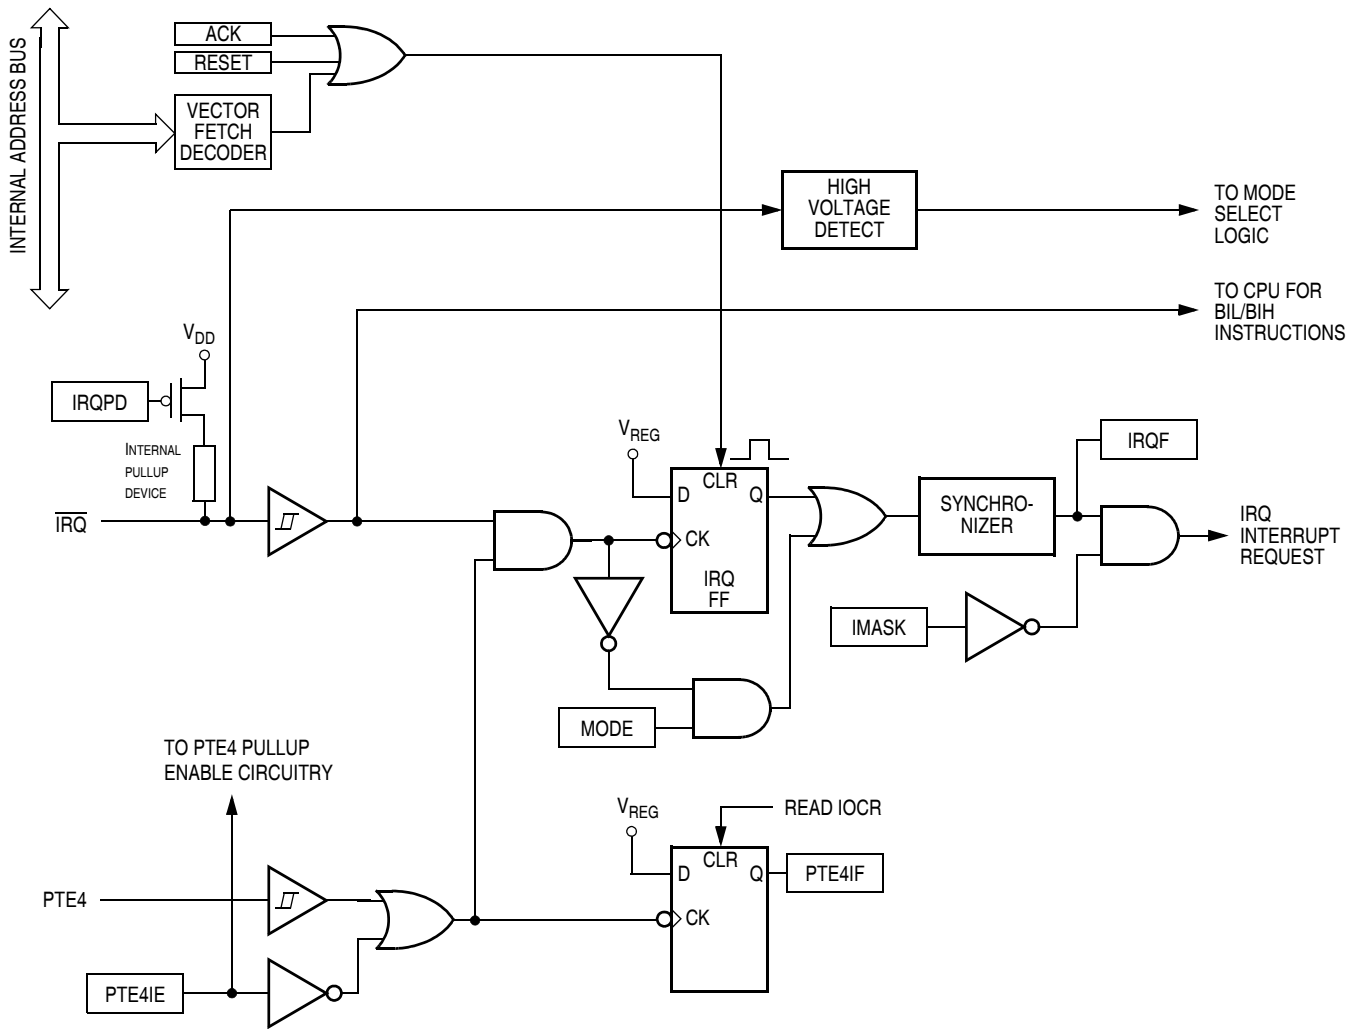 INTERNAL ADDRESS BUS
ACK
RESET
VECTOR
FETCH
DECODER
HIGH
VOLTAGE
DETECT
TO MODE
SELECT
LOGIC
TO CPU FOR
BIL/BIH
INSTRUCTIONS
VDD
IRQPD
INTERNAL
PULLUP
DEVICE
IRQ
VREG
D
CLR
Q
CK
IRQ
FF
SYNCHRO-
NIZER
IRQF
IRQ
INTERRUPT
REQUEST
IMASK
MODE
TO PTE4 PULLUP
ENABLE CIRCUITRY
VREG
READ IOCR
D
CLR
Q
CK
PTE4IF
PTE4
PTE4IE